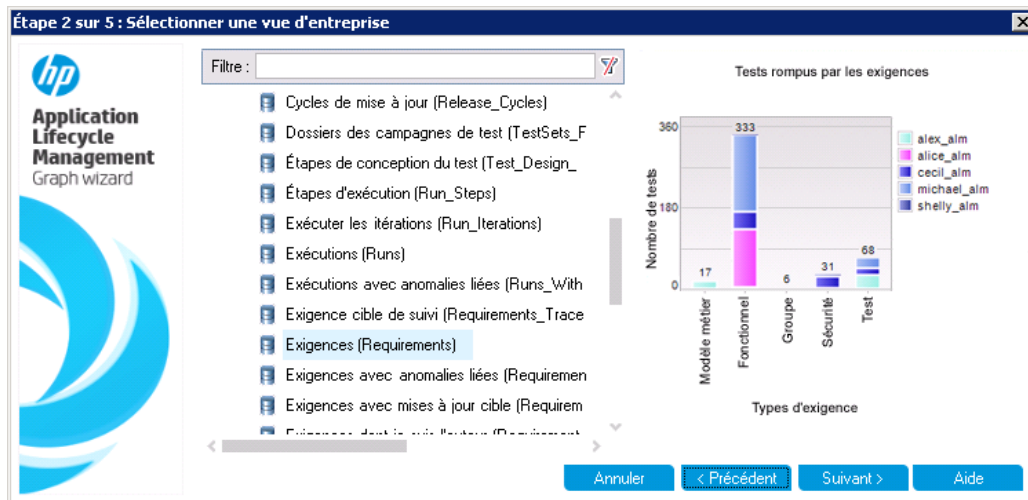 Étape 2 sur 5 : Sélectionner une vue d'entreprise
hp
Application
Lifecycle
Management
Graph wizard
Filtre :
Cycles de mise à jour (Release_Cycles)
Dossiers des campagnes de test (TestSets_F
Étapes de conception du test (Test_Design_
Étapes d'exécution (Run_Steps)
Exécuter les itérations (Run_Iterations)
Exécutions (Runs)
Exécutions avec anomalies liées (Runs_With
Exigence cible de suivi (Requirements_Trace
Exigences (Requirements)
Exigences avec anomalies liées (Requiremen
Exigences avec mises à jour cible (Requirem
Tests rompus par les exigences
Nombre de tests
360
180
0
17
333
6
31
68
Modèle métier
Fonctionnel
Groupe
Sécurité
Test
Types d'exigence
alex_alm
alice_alm
cecil_alm
michael_alm
shelly_alm
Annuler
< Précédent
Suivant >
Aide